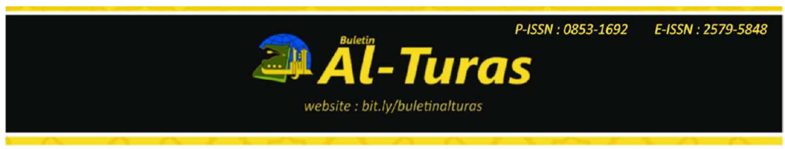 P-ISSN : 0853-1692 E-ISSN : 2579-5848
Buletin
Al-Turas
website : bit.ly/buletinalturas